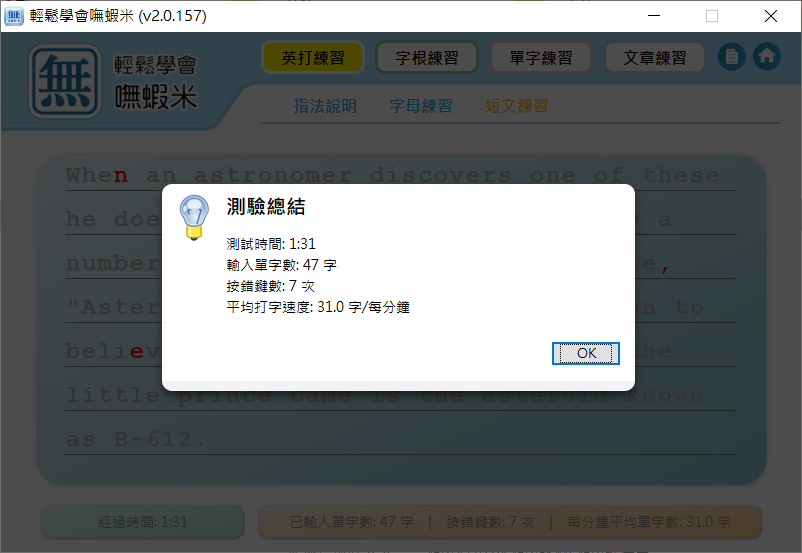 輕鬆學會嘸蝦米 (v2.0.157)
無 輕鬆學會 嘸蝦米
英打練習 字根練習 單字練習 文章練習
指法說明 字母練習 短文練習
When an astronomer discovers one of these
he doe
a
number
e,
"Aster
on to
believ
the
little prince came is the asteroid known
as B-612.
測驗總結
測試時間: 1:31
輸入單字數: 47 字
按錯鍵數: 7 次
平均打字速度: 31.0 字/每分鐘
OK
經過時間: 1:31
已輸入單字數: 47 字 | 按錯鍵數: 7 次 | 每分鐘平均單字數: 31.0 字